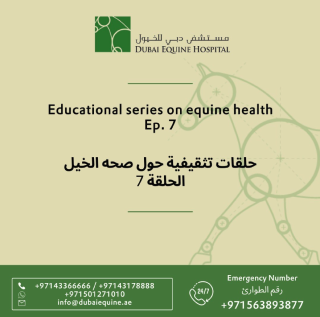 مستشفى دبي للخيول
DUBAI EQUINE HOSPITAL
Educational series on equine health
Ep. 7
حلقات تثقيفية حول صحه الخيل
الحلقة 7
+97143366666 / +97143178888
+971501271010
info@dubaiequine.ae
24/7
Emergency Number
رقم الطوارئ
+971563893877